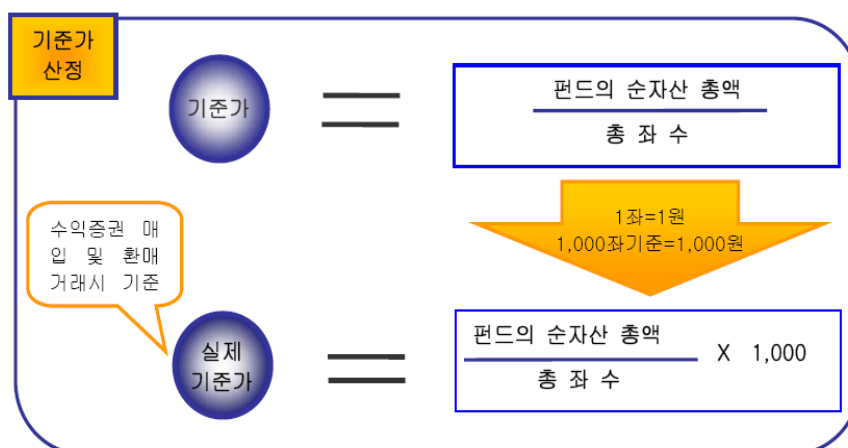 기준가
산정
기준가
펀드의 순자산 총액
총 좌 수
1좌=1원
1,000좌기준=1,000원
수익증권 매
입 및 환매
거래시 기준
실제
기준가
펀드의 순자산 총액
총 좌 수
X 1,000